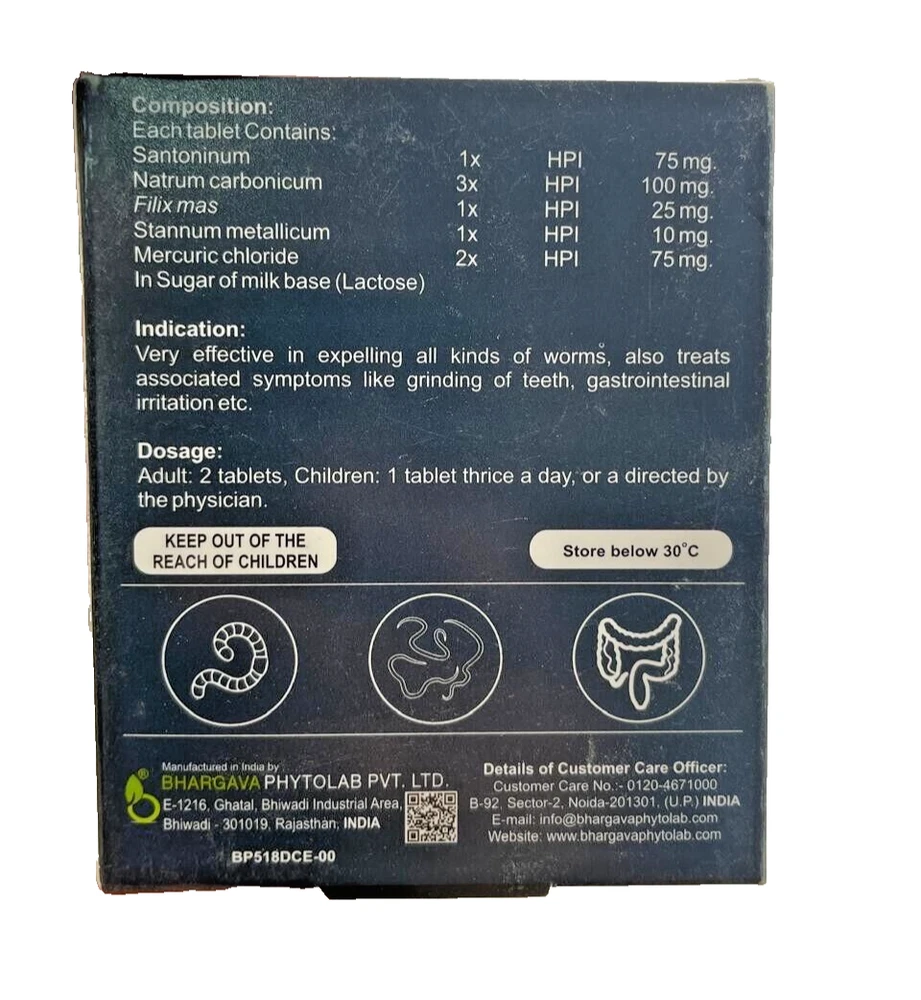 Composition:
Each tablet Contains:
Santoninum 1x HPI 75 mg.
Natrum carbonicum 3x HPI 100 mg.
Filix mas 1x HPI 25 mg.
Stannum metallicum 1x HPI 10 mg.
Mercuric chloride 2x HPI 75 mg.
In Sugar of milk base (Lactose)
Indication:
Very effective in expelling all kinds of worms, also treats
associated symptoms like grinding of teeth, gastrointestinal
irritation etc.
Dosage:
Adult: 2 tablets, Children: 1 tablet thrice a day, or a directed by
the physician.
KEEP OUT OF THE
REACH OF CHILDREN
Store below 30°C
Manufactured in India by
BHARGAVA PHYTOLAB PVT. LTD.
E-1216, Ghatal, Bhiwadi Industrial Area,
Bhiwadi - 301019, Rajasthan, INDIA
BP518DCE-00
Details of Customer Care Officer:
Customer Care No.:- 0120-4671000
B-92, Sector-2, Noida-201301, (U.P.) INDIA
E-mail: info@bhargavaphytolab.com
Website: www.bhargavaphytolab.com